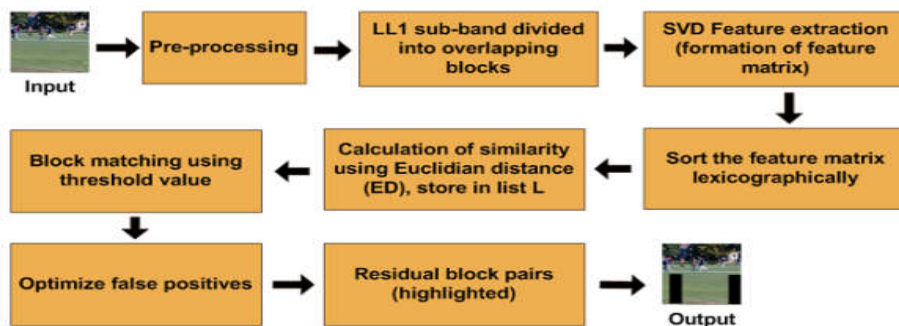 Input
Pre-processing
LL1 sub-band divided
into overlapping
blocks
SVD Feature extraction
(formation of feature
matrix)
Sort the feature matrix
lexicographically
Calculation of similarity
using Euclidian distance
(ED), store in list L
Block matching using
threshold value
Optimize false positives
Residual block pairs
(highlighted)
Output